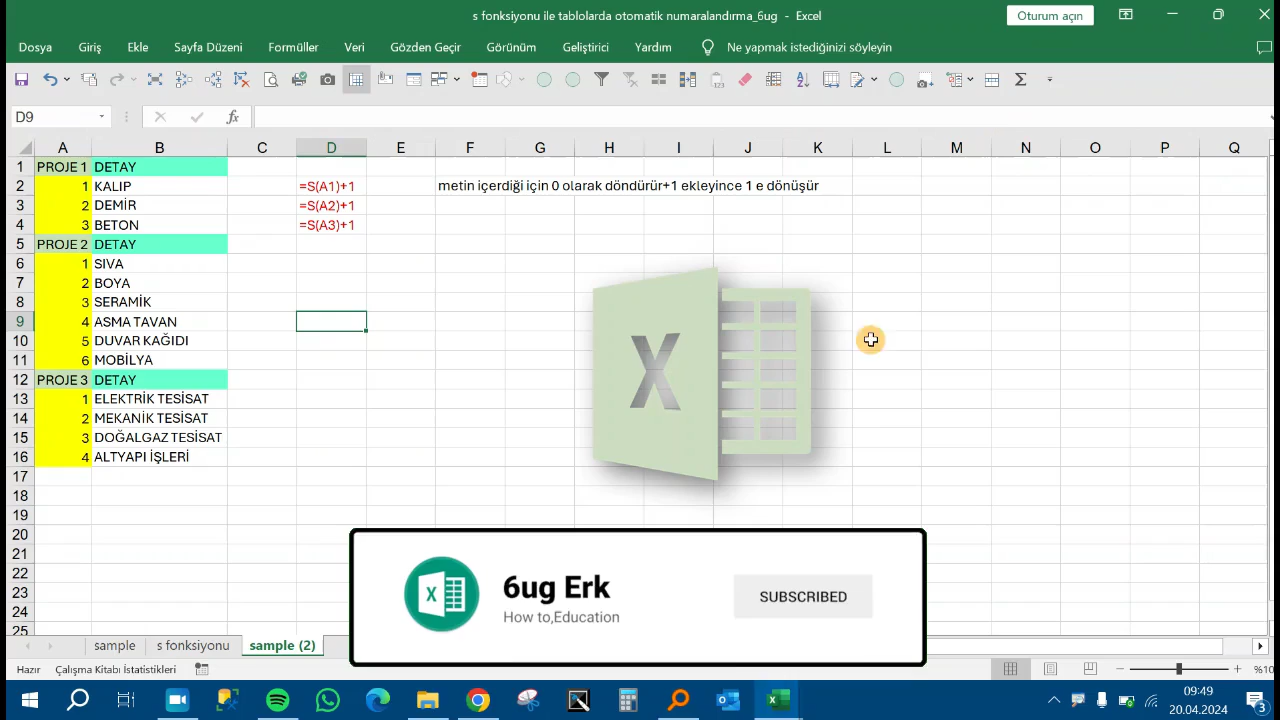 s fonksiyonu ile tablolarda otomatik numaralandırma_6ug - Excel
Oturum açın
Dosya Giriş Ekle Sayfa Düzeni Formüller Veri Gözden Geçir Görünüm Geliştirici Yardım Ne yapmak istediğinizi söyleyin
D9 fx
A B C D E F G H I J K L M N O P Q
1 PROJE 1 DETAY
2 1 KALIP =S(A1)+1 metin içerdiği için 0 olarak döndürür+1 ekleyince 1 e dönüşür
3 2 DEMİR =S(A2)+1
4 3 BETON =S(A3)+1
5 PROJE 2 DETAY
6 1 SIVA
7 2 BOYA
8 3 SERAMİK
9 4 ASMA TAVAN
10 5 DUVAR KAĞIDI
11 6 MOBİLYA
12 PROJE 3 DETAY
13 1 ELEKTRİK TESİSAT
14 2 MEKANİK TESİSAT
15 3 DOĞALGAZ TESİSAT
16 4 ALTYAPI İŞLERİ
17
18
19
20
21
22
23
24
25
X
6ug Erk
How to,Education
SUBSCRIBED
sample s fonksiyonu sample (2)
Hazır Çalışma Kitabı İstatistikleri %10
09:49
20.04.2024
3